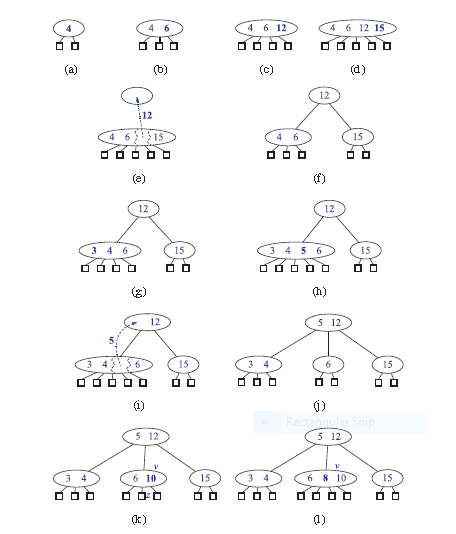 4
4 6
4 6 12
4 6 12 15
(a)
(b)
(c)
(d)
12
4 6 15
(e)
12
4 6
15
(f)
12
3 4 6
15
(g)
12
3 4 5 6
15
(h)
12
5
3 4 6
15
(i)
5 12
3 4
6
15
(j)
Rectangular Snip
5 12
v
3 4
6 10
15
z
(k)
5 12
v
3 4
6 8 10
15
(l)